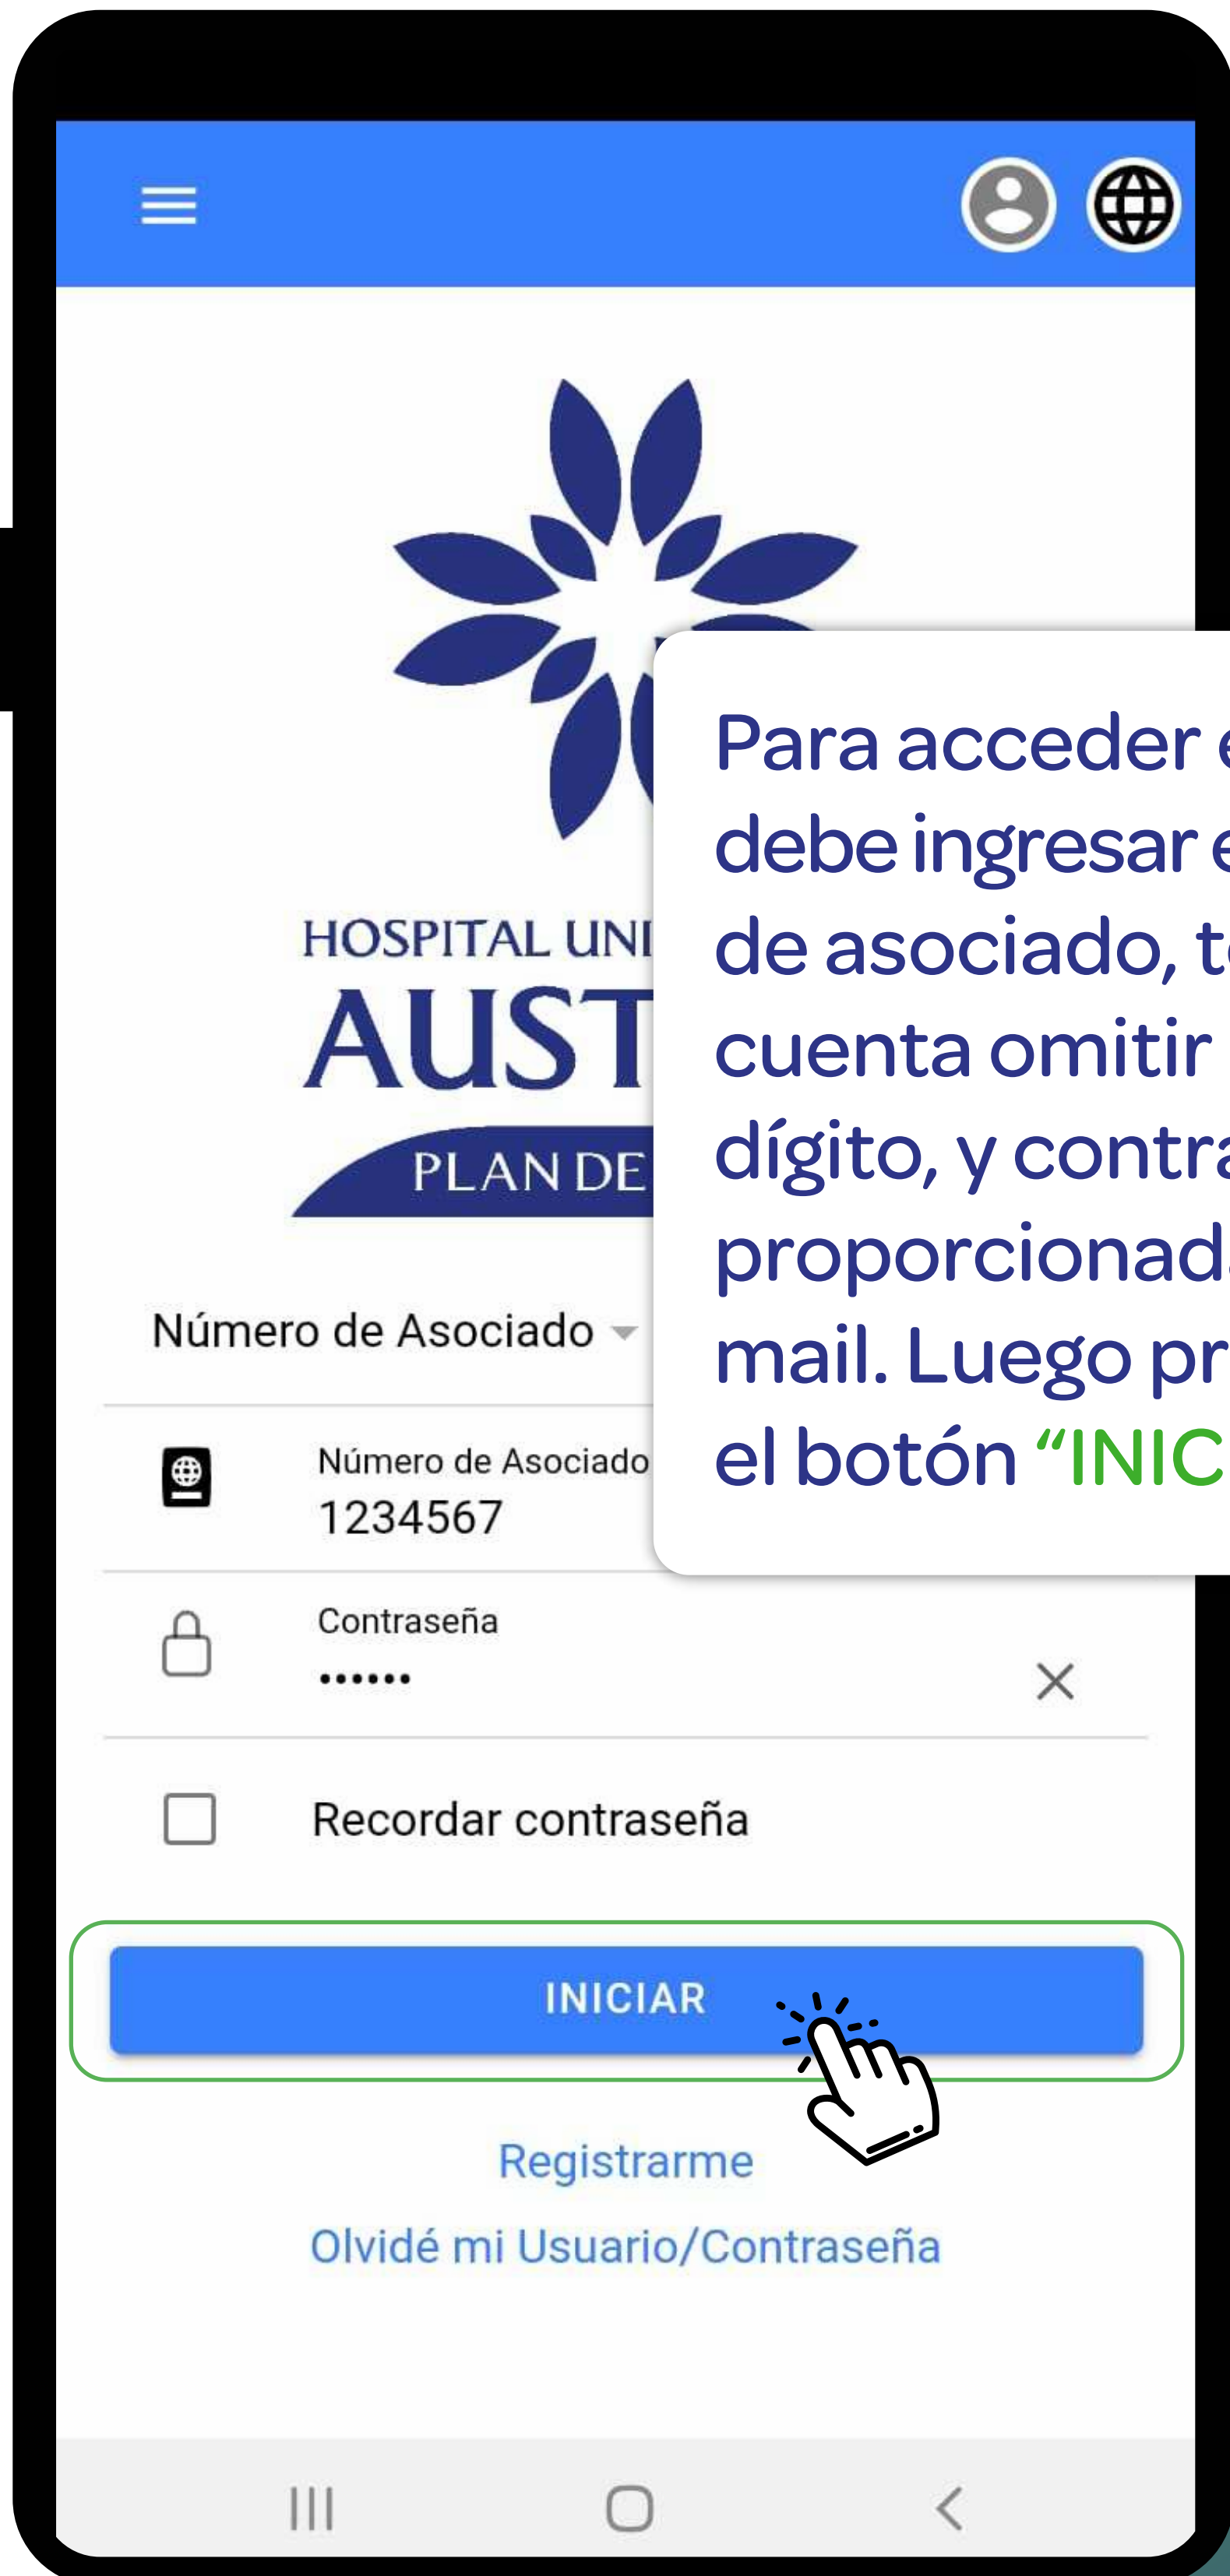 HOSPITAL UNI
AUST
PLAN DE
Para acceder
debe ingresar
de asociado,
cuenta omitir
dígito, y contra
proporcionad
mail. Luego pr
el botón “INIC
Número de Asociado
Número de Asociado
1234567
Contraseña
••••••
Recordar contraseña
INICIAR
Registrarme
Olvidé mi Usuario/Contraseña